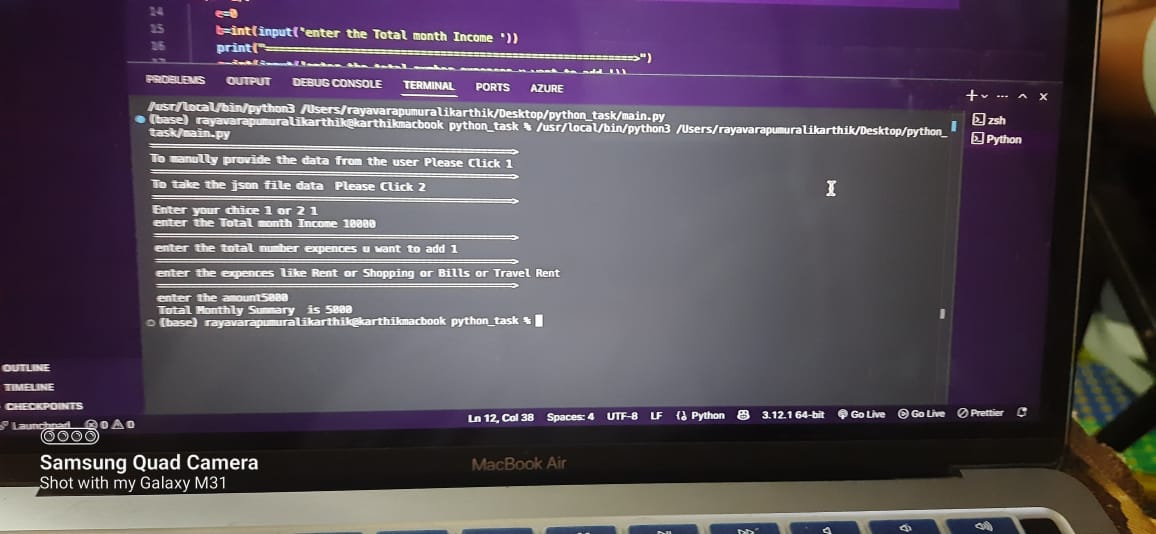 14 e=0
15 b=int(input('enter the Total month Income '))
16 print("=====================================================>")
PROBLEMS OUTPUT DEBUG CONSOLE TERMINAL PORTS AZURE
/usr/local/bin/python3 /Users/rayavarapumuralikarthik/Desktop/python_task/main.py
(base) rayavarapumuralikarthik@karthikmacbook python_task % /usr/local/bin/python3 /Users/rayavarapumuralikarthik/Desktop/python_
task/main.py
zsh
Python
=====================================================>
To manully provide the data from the user Please Click 1
=====================================================>
To take the json file data Please Click 2
=====================================================>
Enter your chice 1 or 2 1
enter the Total month Income 10000
=====================================================>
enter the total number expences u want to add 1
=====================================================>
enter the expences like Rent or Shopping or Bills or Travel Rent
=====================================================>
enter the amount5000
Total Monthly Summary is 5000
(base) rayavarapumuralikarthik@karthikmacbook python_task %
OUTLINE
TIMELINE
CHECKPOINTS
Launchpad 0 0 Ln 12, Col 38 Spaces: 4 UTF-8 LF Python 3.12.1 64-bit Go Live Go Live Prettier
MacBook Air
Samsung Quad Camera
Shot with my Galaxy M31